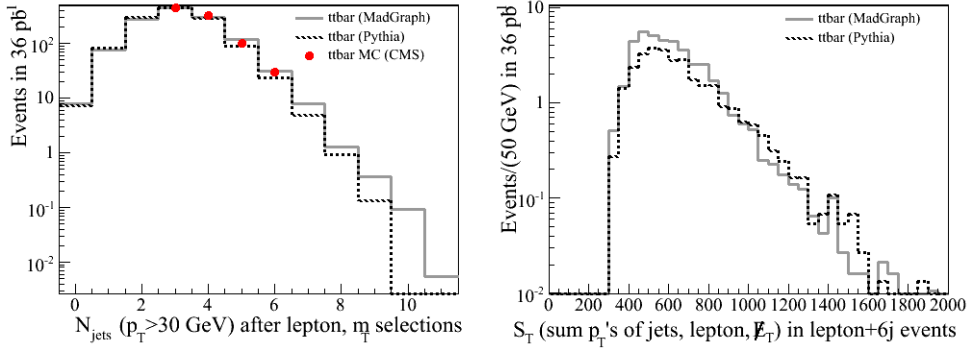 Events in 36 pb⁻¹
10²
10
1
10⁻¹
10⁻²
ttbar (MadGraph)
ttbar (Pythia)
ttbar MC (CMS)
0 2 4 6 8 10
N_jets (p_T>30 GeV) after lepton, m_T selections
Events/(50 GeV) in 36 pb⁻¹
10
1
10⁻¹
10⁻²
ttbar (MadGraph)
ttbar (Pythia)
0 200 400 600 800 1000 1200 1400 1600 1800 2000
S_T (sum p_T's of jets, lepton, E̸_T) in lepton+6j events